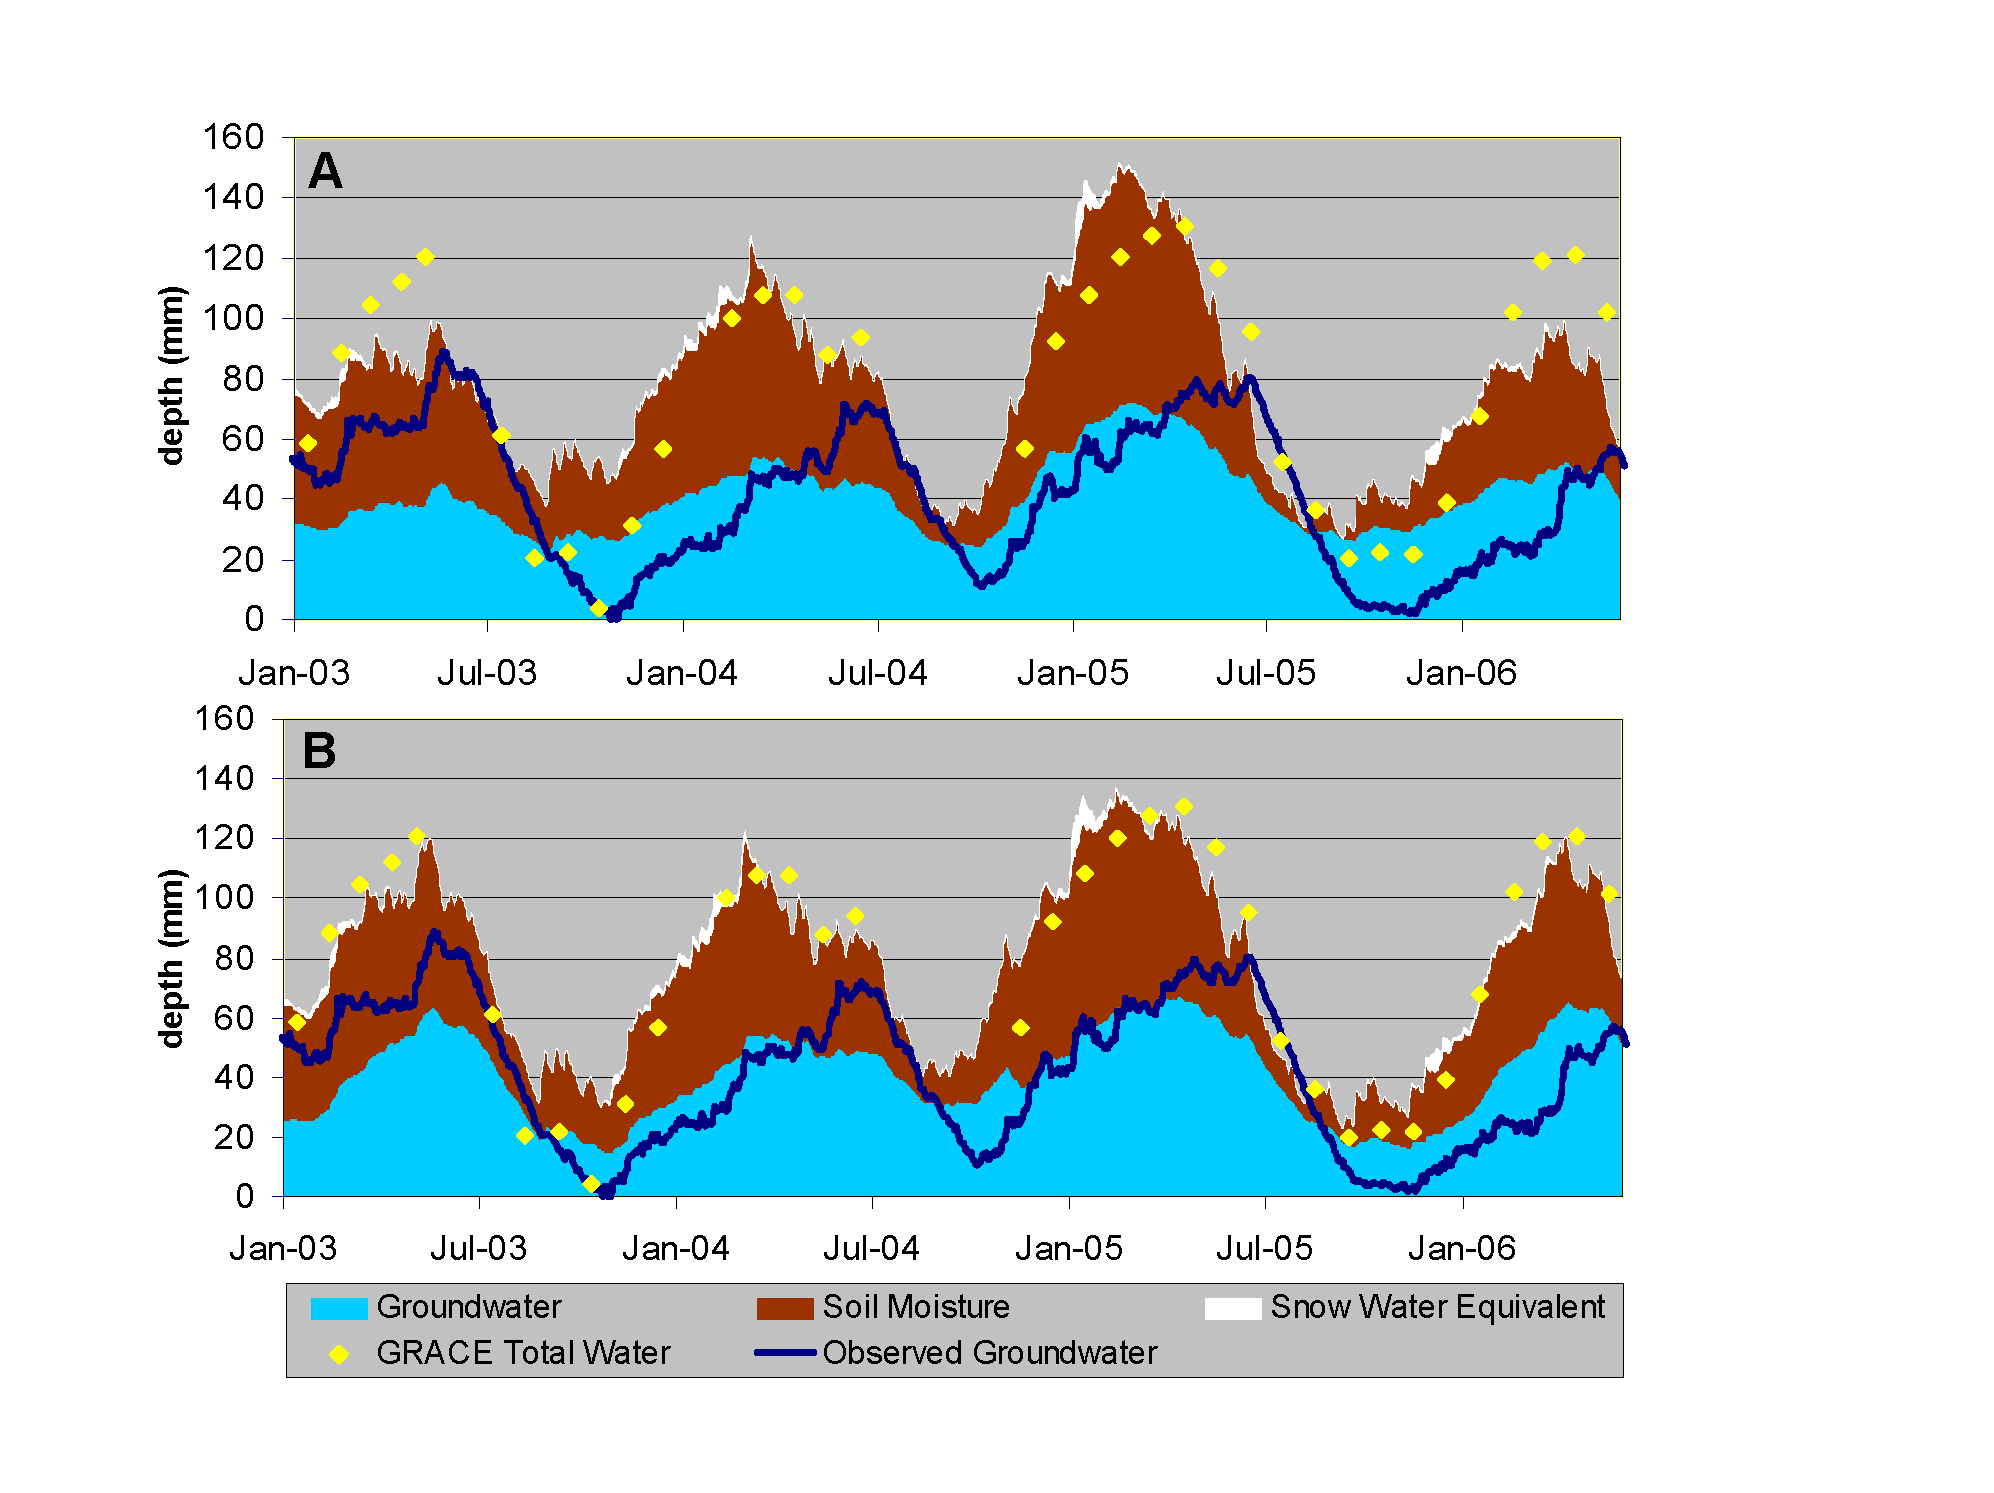 A
depth (mm)
160
140
120
100
80
60
40
20
0
Jan-03 Jul-03 Jan-04 Jul-04 Jan-05 Jul-05 Jan-06
B
depth (mm)
160
140
120
100
80
60
40
20
0
Jan-03 Jul-03 Jan-04 Jul-04 Jan-05 Jul-05 Jan-06
Groundwater Soil Moisture Snow Water Equivalent
GRACE Total Water Observed Groundwater